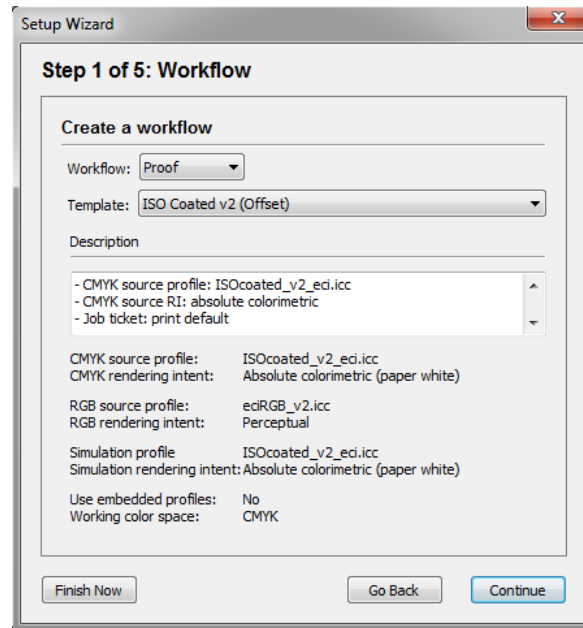 Setup Wizard
Step 1 of 5: Workflow
Create a workflow
Workflow: Proof
Template: ISO Coated v2 (Offset)
Description
- CMYK source profile: ISOcoated_v2_eci.icc
- CMYK source RI: absolute colorimetric
- Job ticket: print default
CMYK source profile: ISOcoated_v2_eci.icc
CMYK rendering intent: Absolute colorimetric (paper white)
RGB source profile: eciRGB_v2.icc
RGB rendering intent: Perceptual
Simulation profile ISOcoated_v2_eci.icc
Simulation rendering intent: Absolute colorimetric (paper white)
Use embedded profiles: No
Working color space: CMYK
Finish Now Go Back Continue